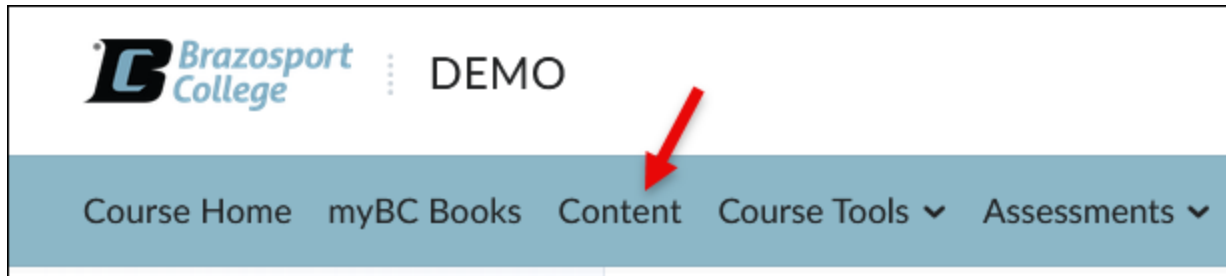 Brazosport
College
DEMO
Course Home myBC Books Content Course Tools Assessments